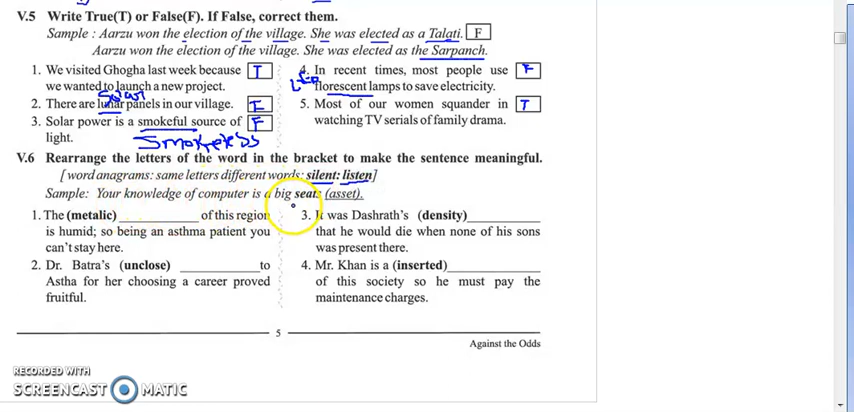 V.5 Write True(T) or False(F). If False, correct them.
Sample : Aarzu won the election of the village. She was elected as a Talati. F
Aarzu won the election of the village. She was elected as the Sarpanch.
1. We visited Ghogha last week because T
we wanted to launch a new project.
solar
2. There are lunar panels in our village. F
3. Solar power is a smokeful source of F
light. Smokeless
4. In recent times, most people use F
florescent lamps to save electricity.
5. Most of our women squander in T
watching TV serials of family drama.
V.6 Rearrange the letters of the word in the bracket to make the sentence meaningful.
[word anagrams: same letters different words: silent: listen]
Sample: Your knowledge of computer is a big seats (asset).
1. The (metalic) __________ of this region
is humid; so being an asthma patient you
can't stay here.
2. Dr. Batra's (unclose) __________ to
Astha for her choosing a career proved
fruitful.
3. It was Dashrath's (density)__________
that he would die when none of his sons
was present there.
4. Mr. Khan is a (inserted)__________
of this society so he must pay the
maintenance charges.
5
Against the Odds
RECORDED WITH
SCREENCAST MATIC